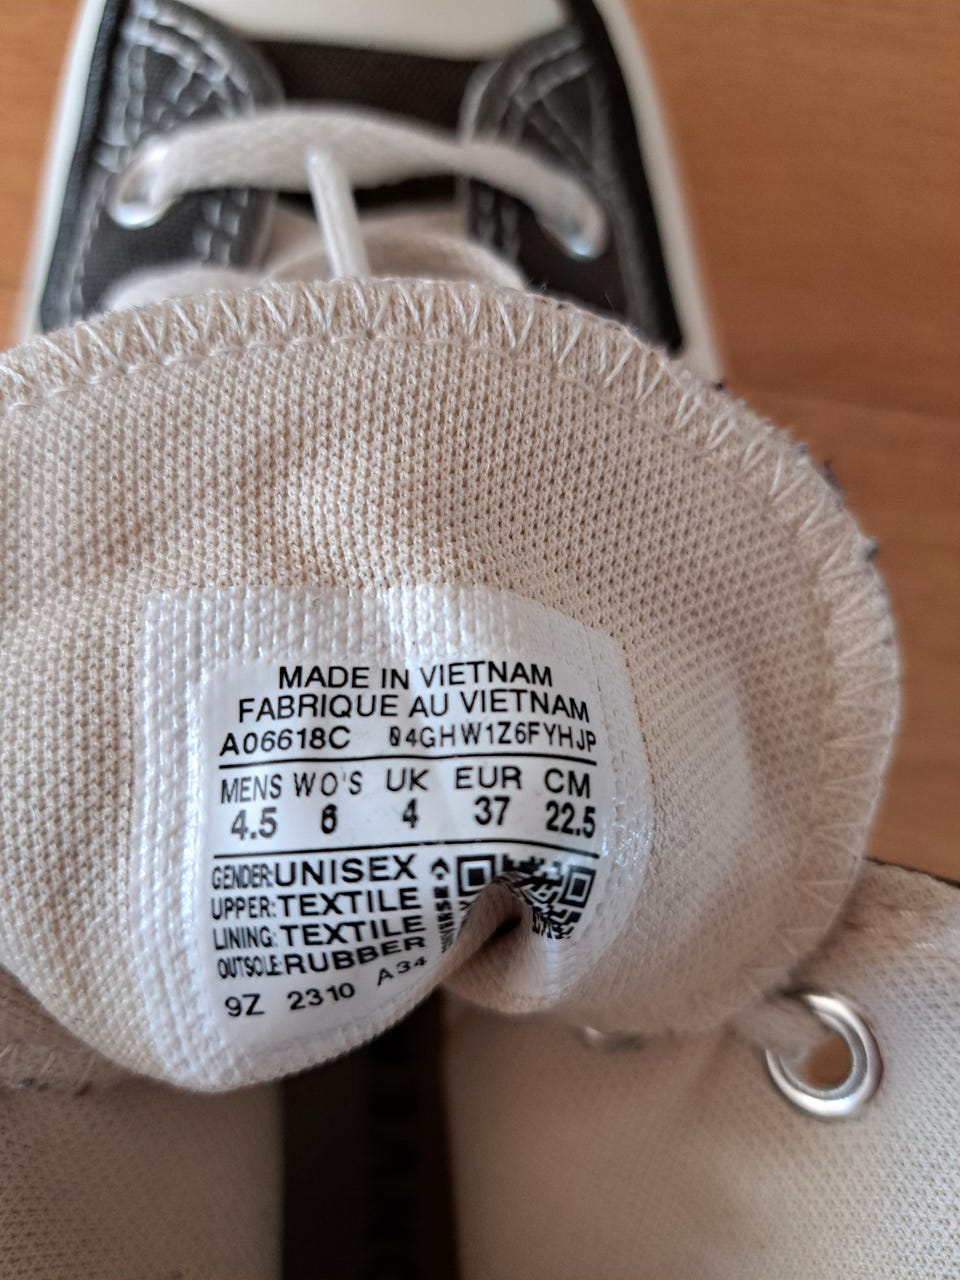 MADE IN VIETNAM
FABRIQUE AU VIETNAM
A06618C 04GHW1Z6FYHJP
MENS WO'S UK EUR CM
4.5 6 4 37 22.5
GENDER:UNISEX
UPPER:TEXTILE
LINING:TEXTILE
OUTSOLE:RUBBER
9Z 2310 A34